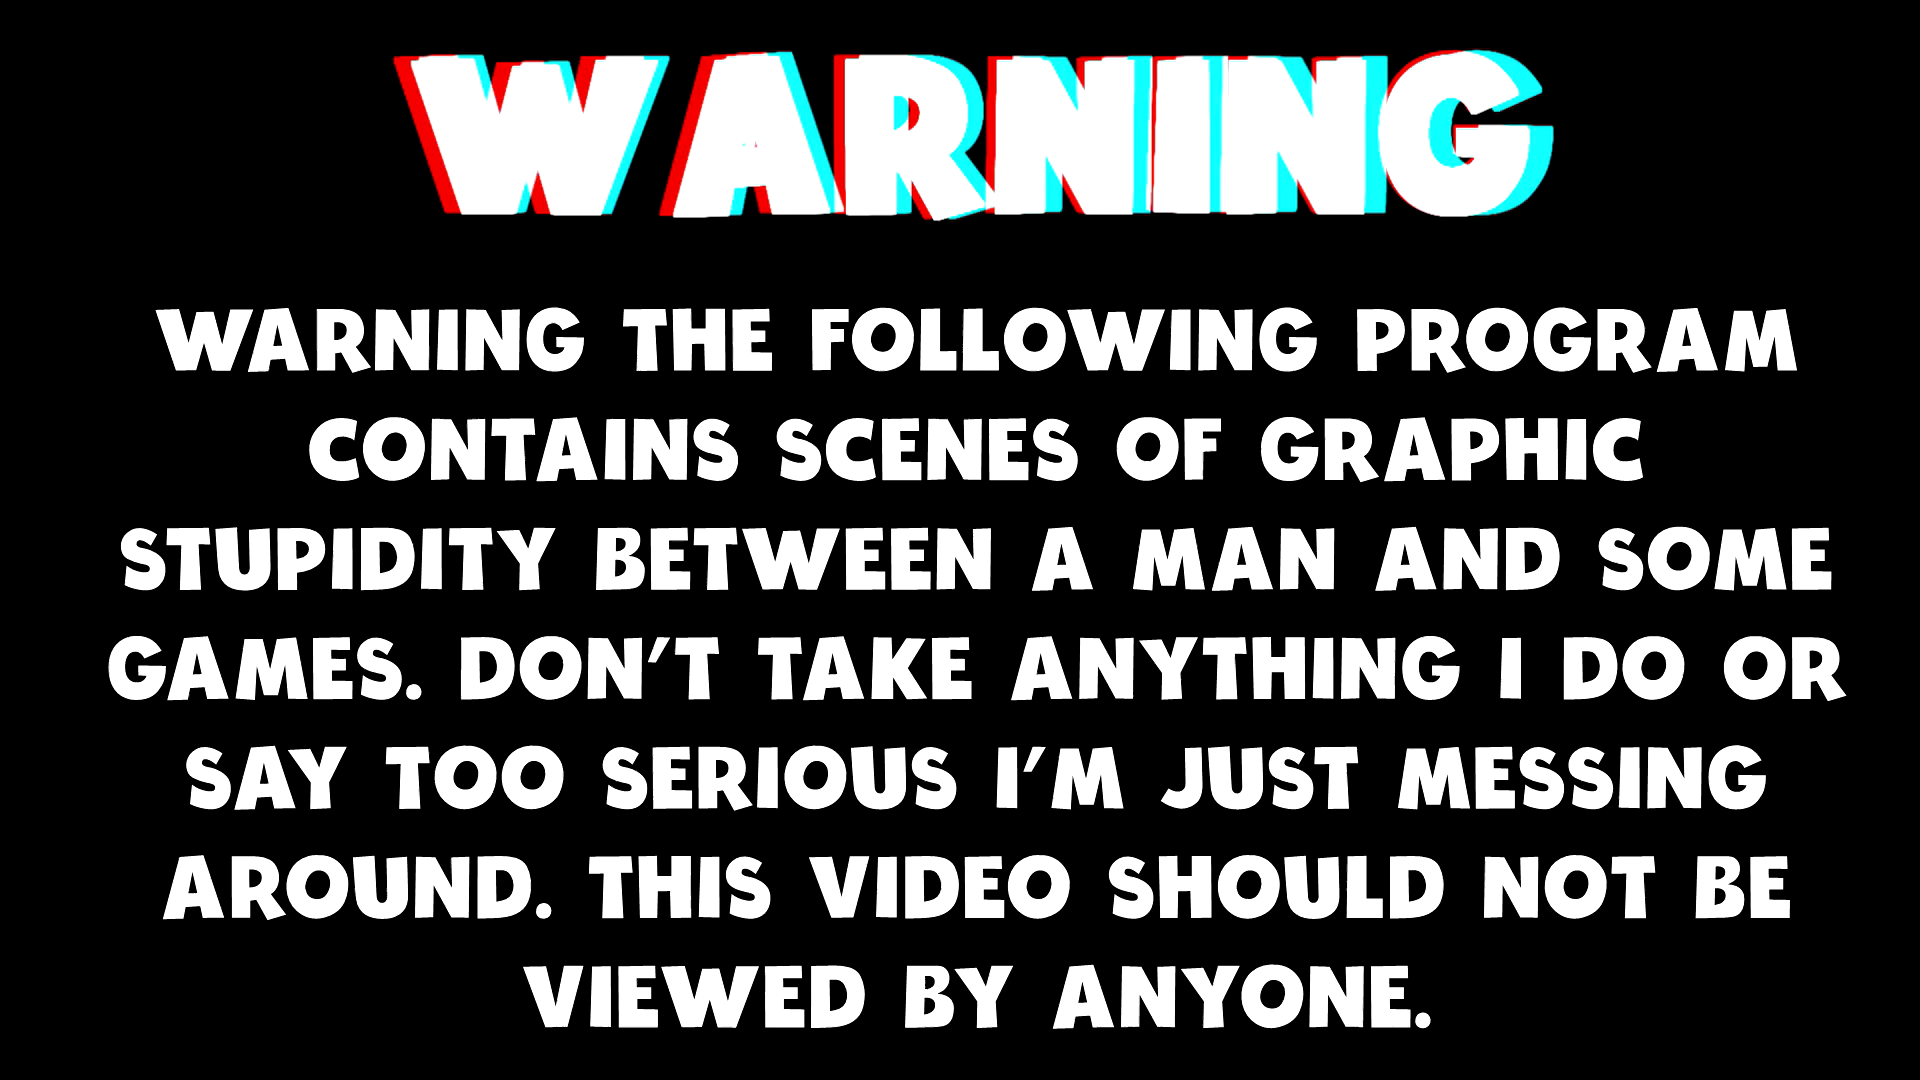 WARNING
WARNING THE FOLLOWING PROGRAM
CONTAINS SCENES OF GRAPHIC
STUPIDITY BETWEEN A MAN AND SOME
GAMES. DON'T TAKE ANYTHING I DO OR
SAY TOO SERIOUS I'M JUST MESSING
AROUND. THIS VIDEO SHOULD NOT BE
VIEWED BY ANYONE.